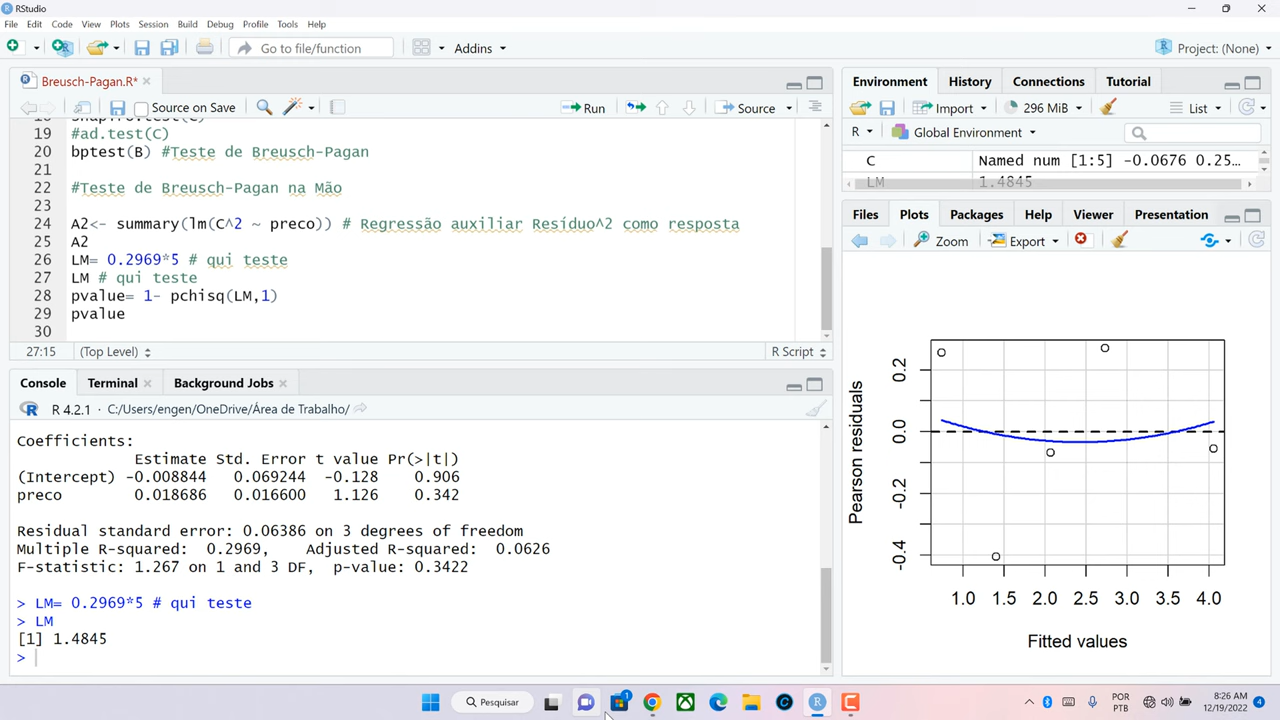 RStudio
File Edit Code View Plots Session Build Debug Profile Tools Help
Go to file/function Addins Project: (None)
Breusch-Pagan.R*
Source on Save Run Source
18 shapiro.test(C)
19 #ad.test(C)
20 bptest(B) #Teste de Breusch-Pagan
21
22 #Teste de Breusch-Pagan na Mão
23
24 A2<- summary(lm(C^2 ~ preco)) # Regressão auxiliar Resíduo^2 como resposta
25 A2
26 LM= 0.2969*5 # qui teste
27 LM # qui teste
28 pvalue= 1- pchisq(LM,1)
29 pvalue
30
27:15 (Top Level) R Script
Console Terminal Background Jobs
R 4.2.1 · C:/Users/engen/OneDrive/Área de Trabalho/
Coefficients:
Estimate Std. Error t value Pr(>|t|)
(Intercept) -0.008844 0.069244 -0.128 0.906
preco 0.018686 0.016600 1.126 0.342
Residual standard error: 0.06386 on 3 degrees of freedom
Multiple R-squared: 0.2969, Adjusted R-squared: 0.0626
F-statistic: 1.267 on 1 and 3 DF, p-value: 0.3422
> LM= 0.2969*5 # qui teste
> LM
[1] 1.4845
>
Environment History Connections Tutorial
Import 296 MiB List
R Global Environment
C Named num [1:5] -0.0676 0.25...
LM 1.4845
Files Plots Packages Help Viewer Presentation
Zoom Export
Pearson residuals
0.2
0.0
-0.2
-0.4
1.0 1.5 2.0 2.5 3.0 3.5 4.0
Fitted values
Pesquisar
1
POR
PTB
8:26 AM
12/19/2022
4